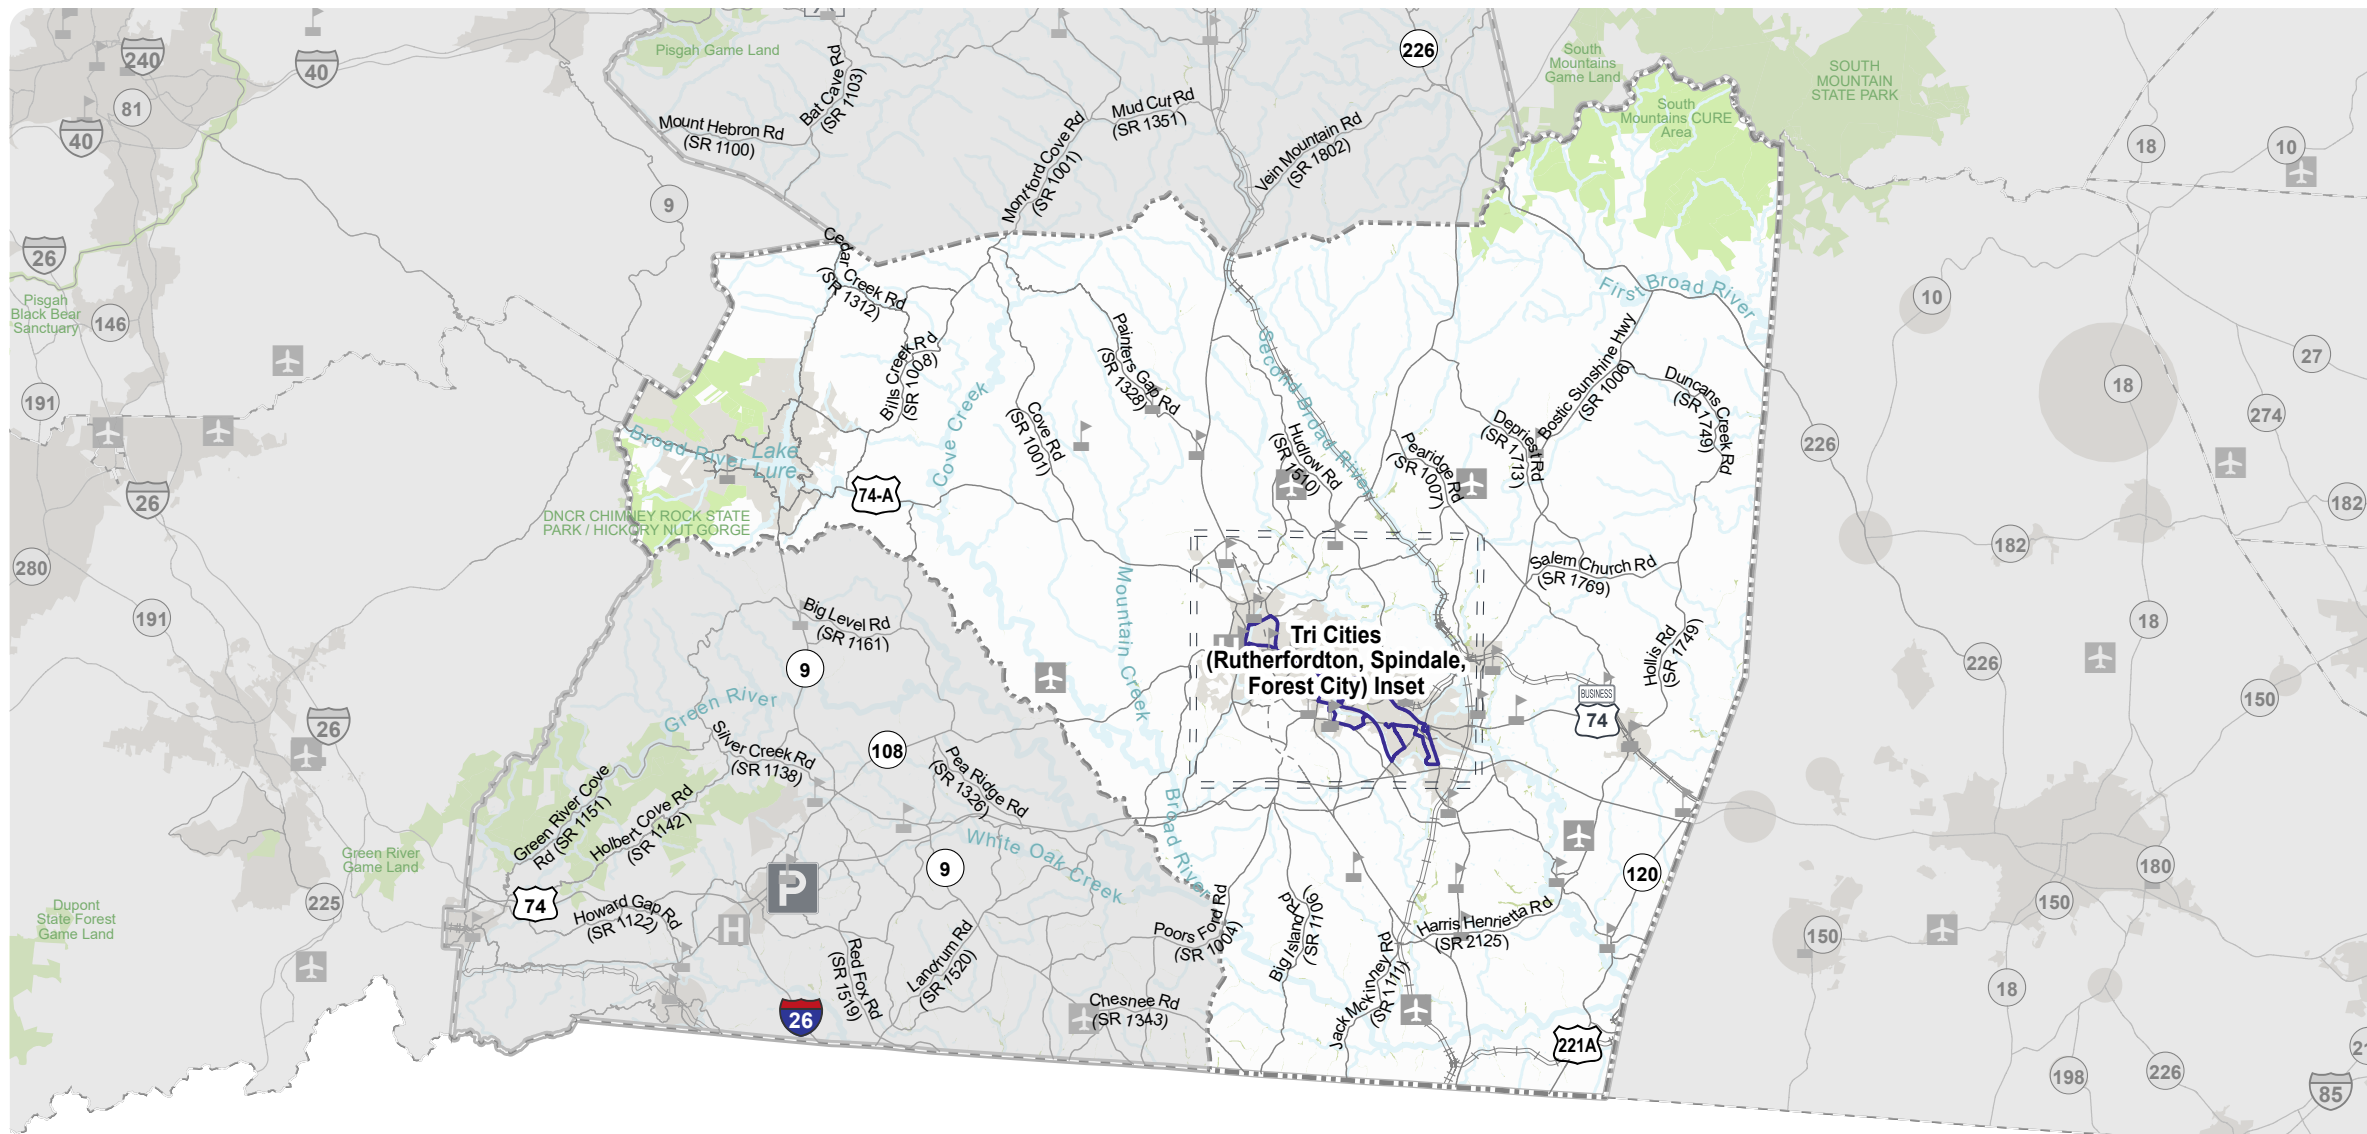 240
40
81
40
26
Pisgah
Black Bear
Sanctuary
146
191
26
280
191
26
225
Dupont
State Forest
Game Land
Green River
Game Land
9
Pisgah Game Land
Mount Hebron Rd
(SR 1100)
Bat Cave Rd
(SR 1103)
Montford Cove Rd
(SR 1001)
Mud Cut Rd
(SR 1351)
Vein Mountain Rd
(SR 1802)
226
South
Mountains
Game Land
South
Mountains CURE
Area
SOUTH
MOUNTAIN
STATE PARK
18
10
10
18
27
274
226
182
182
18
226
150
180
150
150
18
198
226
85
Cedar Creek Rd
(SR 1312)
Bills Creek Rd
(SR 1008)
Cove Creek
Painters Gap Rd
(SR 1328)
Cove Rd
(SR 1001)
Second Broad River
Hudlow Rd
(SR 1510)
Pearidge Rd
(SR 1007)
Depriest Rd
(SR 1713)
Bostic Sunshine Hwy
(SR 1006)
First Broad River
Duncans Creek Rd
(SR 1749)
Broad River
Lake
Lure
74-A
DNCR CHIMNEY ROCK STATE
PARK / HICKORY NUT GORGE
Salem Church Rd
(SR 1769)
Hollis Rd
(SR 1749)
Mountain Creek
Big Level Rd
(SR 1161)
9
Tri Cities
(Rutherfordton, Spindale,
Forest City) Inset
BUSINESS
74
Green River
Silver Creek Rd
(SR 1138)
108
Pea Ridge Rd
(SR 1326)
Green River Cove
Rd (SR 1151)
Holbert Cove Rd
(SR 1142)
White Oak Creek
Broad River
9
P
H
74
Howard Gap Rd
(SR 1122)
Red Fox Rd
(SR 1519)
Landrum Rd
(SR 1520)
Poors Ford Rd
(SR 1004)
Big Island Rd
(SR 1106)
Harris Henrietta Rd
(SR 2125)
120
Jack Mckinney Rd
(SR 1111)
Chesnee Rd
(SR 1343)
26
221A